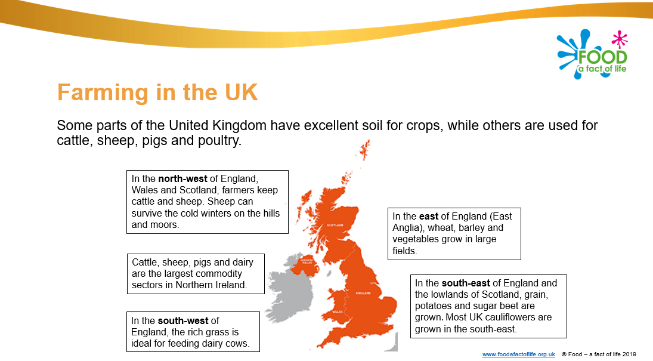 FOOD
a fact of life
Farming in the UK
Some parts of the United Kingdom have excellent soil for crops, while others are used for
cattle, sheep, pigs and poultry.
In the north-west of England,
Wales and Scotland, farmers keep
cattle and sheep. Sheep can
survive the cold winters on the hills
and moors.
Cattle, sheep, pigs and dairy
are the largest commodity
sectors in Northern Ireland.
In the south-west of
England, the rich grass is
ideal for feeding dairy cows.
SCOTLAND
WALES
ENGLAND
In the east of England (East
Anglia), wheat, barley and
vegetables grow in large
fields.
In the south-east of England and
the lowlands of Scotland, grain,
potatoes and sugar beet are
grown. Most UK cauliflowers are
grown in the south-east.
www.foodafactoflife.org.uk © Food – a fact of life 2019